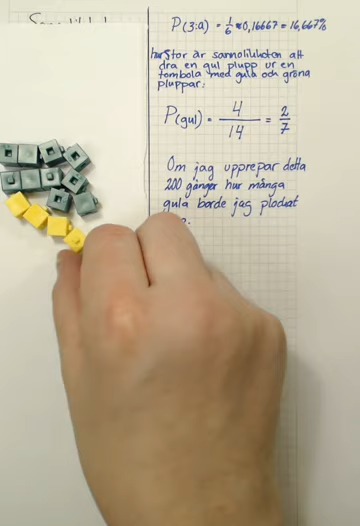 P(3:a) = 1/6 ≈ 0,16667 = 16,667%
hur stor är sannolikheten att
dra en gul plupp ur en
tombola med gula och gröna
pluppar:
P(gul) = 4/14 = 2/7
Om jag upprepar detta
200 gånger hur många
gula borde jag plockat